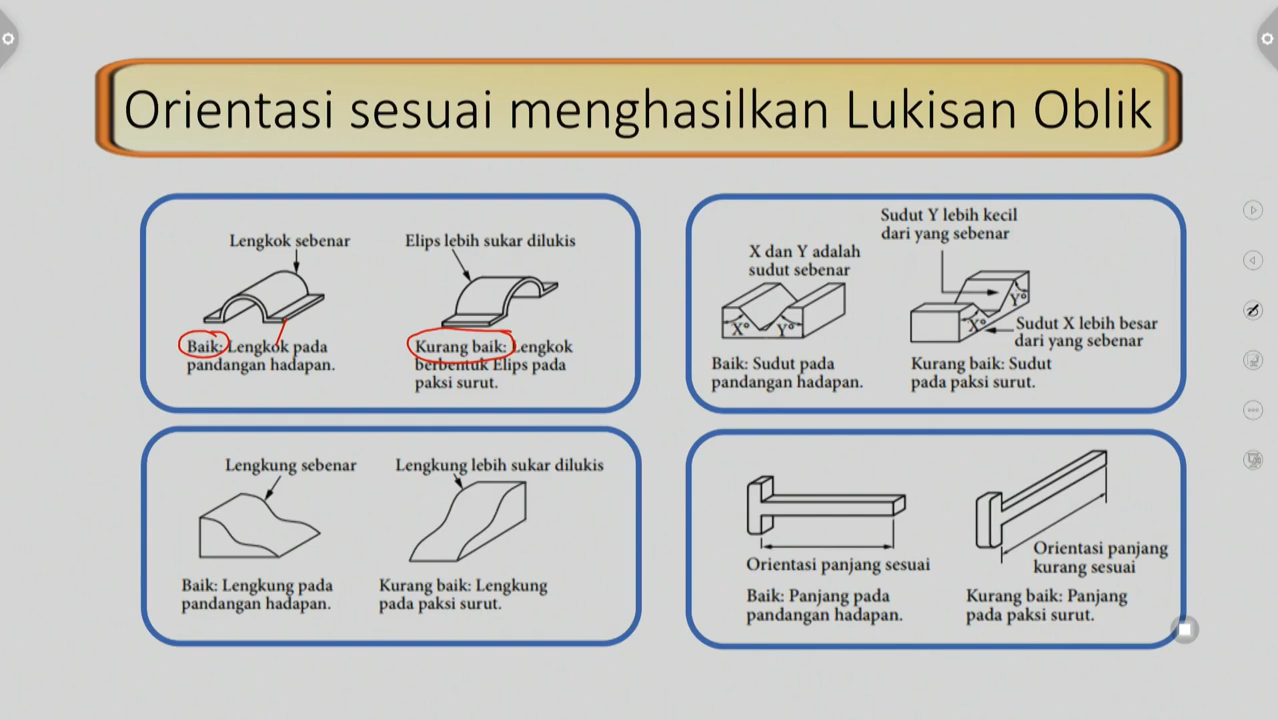 Orientasi sesuai menghasilkan Lukisan Oblik
Lengkok sebenar
Elips lebih sukar dilukis
Baik: Lengkok pada
pandangan hadapan.
Kurang baik: Lengkok
berbentuk Elips pada
paksi surut.
Sudut Y lebih kecil
dari yang sebenar
X dan Y adalah
sudut sebenar
X°
Y°
Y°
X°
Sudut X lebih besar
dari yang sebenar
Baik: Sudut pada
pandangan hadapan.
Kurang baik: Sudut
pada paksi surut.
Lengkung sebenar
Lengkung lebih sukar dilukis
Baik: Lengkung pada
pandangan hadapan.
Kurang baik: Lengkung
pada paksi surut.
Orientasi panjang sesuai
Orientasi panjang
kurang sesuai
Baik: Panjang pada
pandangan hadapan.
Kurang baik: Panjang
pada paksi surut.